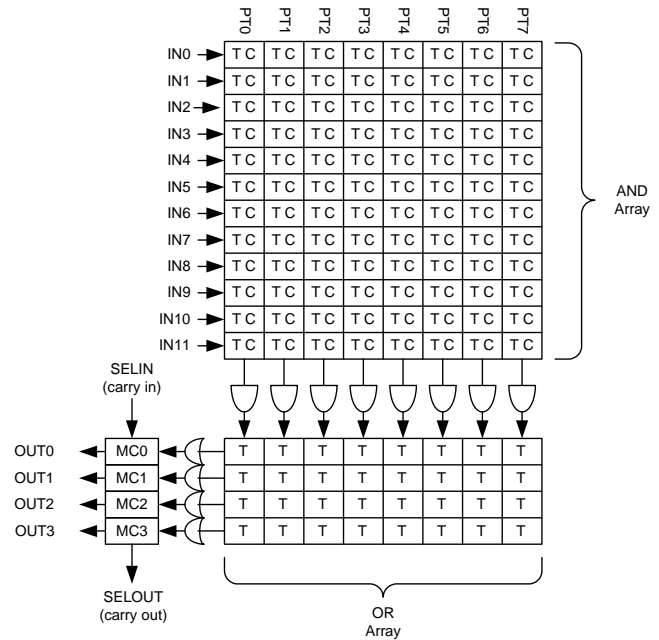 PT0 PT1 PT2 PT3 PT4 PT5 PT6 PT7
IN0 T C T C T C T C T C T C T C T C
IN1 T C T C T C T C T C T C T C T C
IN2 T C T C T C T C T C T C T C T C
IN3 T C T C T C T C T C T C T C T C
IN4 T C T C T C T C T C T C T C T C
IN5 T C T C T C T C T C T C T C T C
IN6 T C T C T C T C T C T C T C T C
IN7 T C T C T C T C T C T C T C T C
IN8 T C T C T C T C T C T C T C T C
IN9 T C T C T C T C T C T C T C T C
IN10 T C T C T C T C T C T C T C T C
IN11 T C T C T C T C T C T C T C T C
AND
Array
SELIN
(carry in)
OUT0 MC0 T T T T T T T T
OUT1 MC1 T T T T T T T T
OUT2 MC2 T T T T T T T T
OUT3 MC3 T T T T T T T T
SELOUT
(carry out)
OR
Array